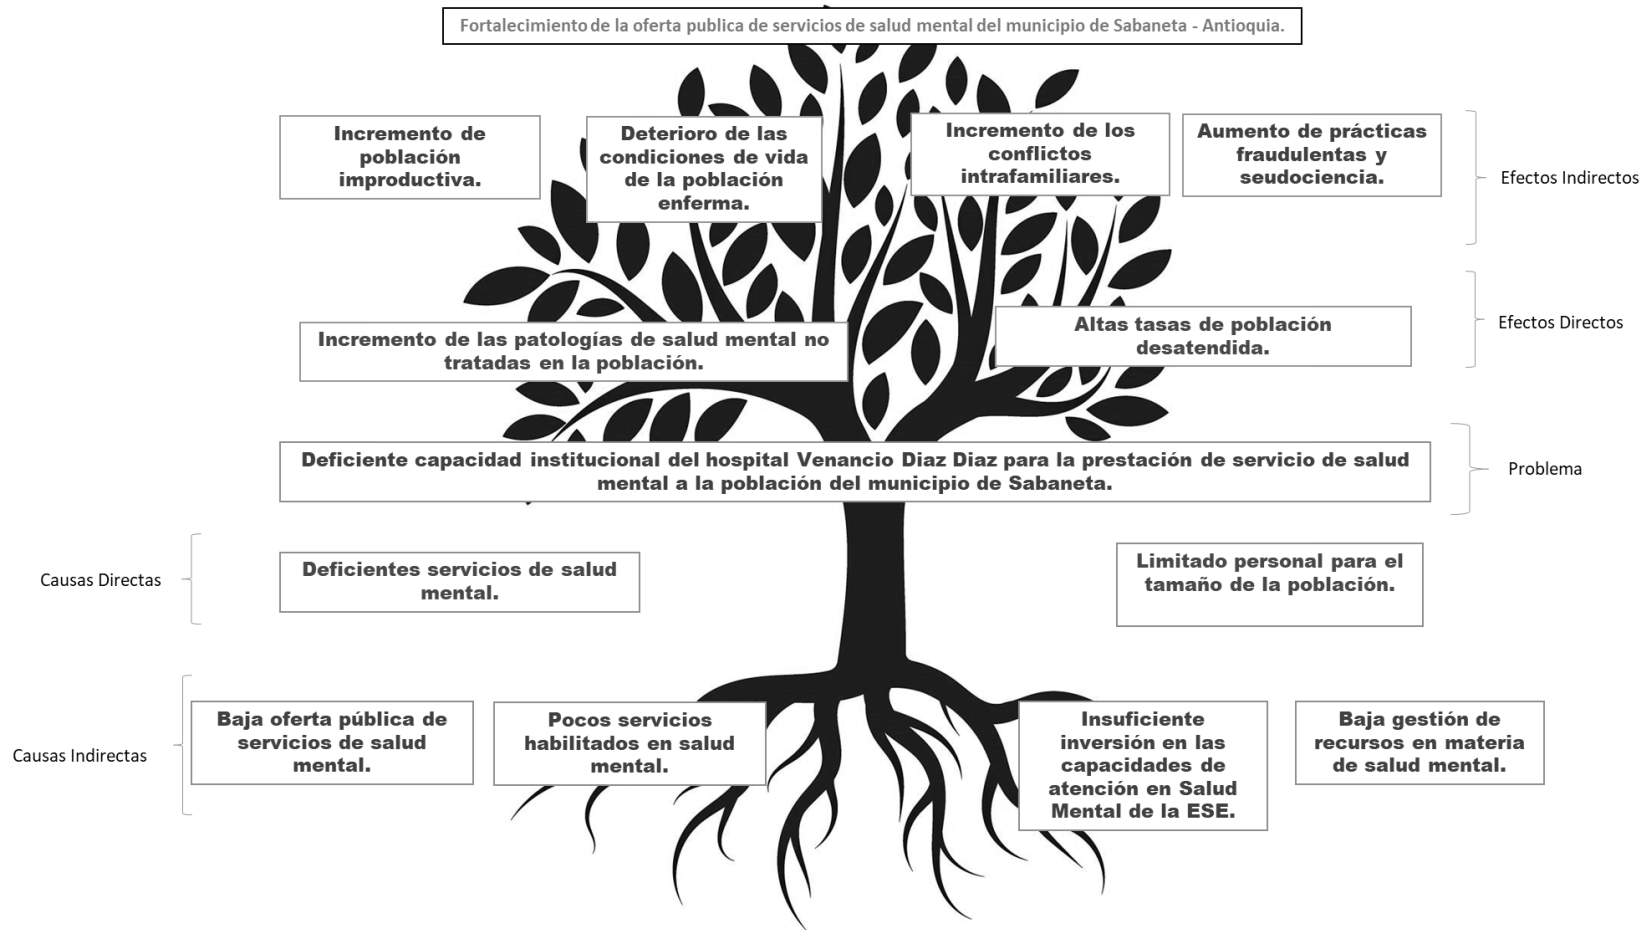 Fortalecimiento de la oferta publica de servicios de salud mental del municipio de Sabaneta - Antioquia.
Incremento de
población
improductiva.
Deterioro de las
condiciones de vida
de la población
enferma.
Incremento de los
conflictos
intrafamiliares.
Aumento de prácticas
fraudulentas y
seudociencia.
Efectos Indirectos
Incremento de las patologías de salud mental no
tratadas en la población.
Altas tasas de población
desatendida.
Efectos Directos
Deficiente capacidad institucional del hospital Venancio Diaz Diaz para la prestación de servicio de salud
mental a la población del municipio de Sabaneta.
Problema
Causas Directas
Deficientes servicios de salud
mental.
Limitado personal para el
tamaño de la población.
Causas Indirectas
Baja oferta pública de
servicios de salud
mental.
Pocos servicios
habilitados en salud
mental.
Insuficiente
inversión en las
capacidades de
atención en Salud
Mental de la ESE.
Baja gestión de
recursos en materia
de salud mental.